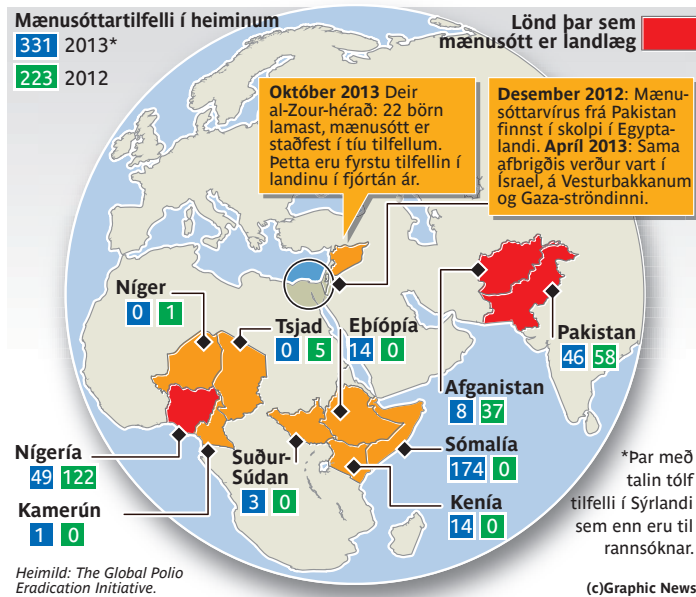 Mænusóttartilfelli í heiminum
331 2013*
223 2012
Lönd þar sem
mænusótt er landlæg
Október 2013 Deir
al-Zour-hérað: 22 börn
lamast, mænusótt er
staðfest í tíu tilfellum.
Þetta eru fyrstu tilfellin í
landinu í fjórtán ár.
Desember 2012: Mænu-
sóttarvírus frá Pakistan
finnst í skolpi í Egypta-
landi. Apríl 2013: Sama
afbrigðis verður vart í
Ísrael, á Vesturbakkanum
og Gaza-ströndinni.
Níger
0 1
Tsjad
0 5
Eþíópía
14 0
Pakistan
46 58
Afganistan
8 37
Nígería
49 122
Kamerún
1 0
Suður-
Súdan
3 0
Sómalía
174 0
Kenía
14 0
*Þar með
talin tólf
tilfelli í Sýrlandi
sem enn eru til
rannsóknar.
Heimild: The Global Polio
Eradication Initiative.
(c)Graphic News